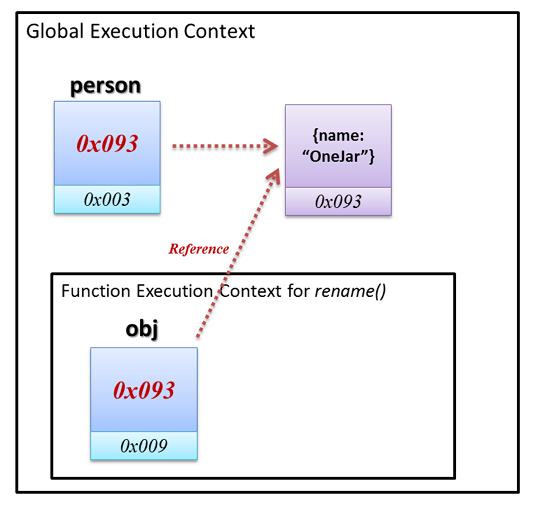 Global Execution Context
person
0x093
0x003
{name:
“OneJar”}
0x093
Reference
Function Execution Context for rename()
obj
0x093
0x009